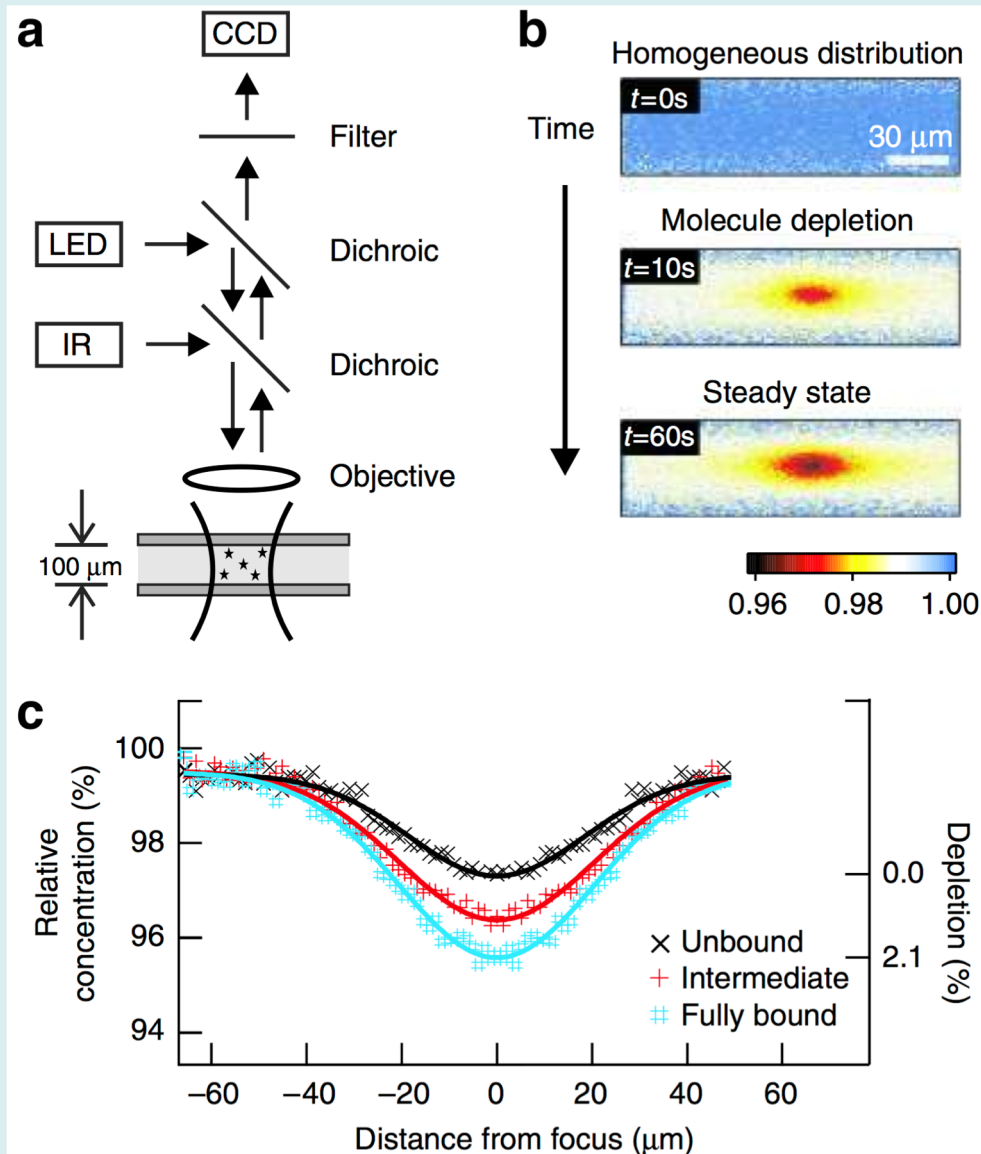 a
CCD
Filter
LED
Dichroic
IR
Dichroic
Objective
100 μm
b
Homogeneous distribution
t=0s
Time
30 μm
Molecule depletion
t=10s
Steady state
t=60s
0.96 0.98 1.00
c
Relative
concentration (%)
100
98
96
94
Depletion (%)
0.0
2.1
Unbound
Intermediate
Fully bound
−60 −40 −20 0 20 40 60
Distance from focus (μm)